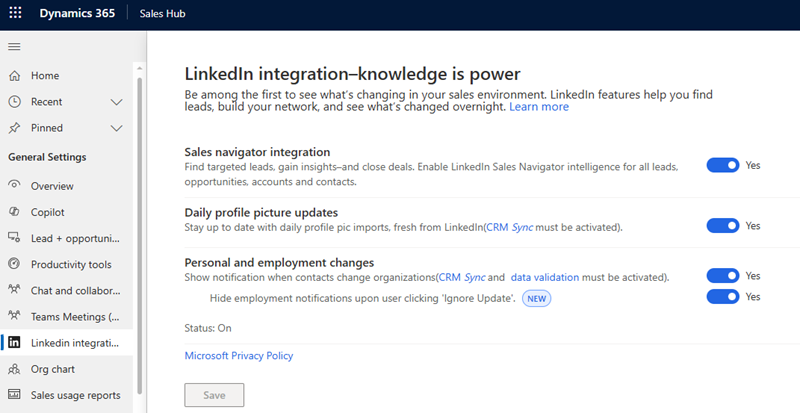 Dynamics 365
Sales Hub
Home
Recent
Pinned
General Settings
Overview
Copilot
Lead + opportuni...
Productivity tools
Chat and collabor...
Teams Meetings (...
Linkedin integrati...
Org chart
Sales usage reports
LinkedIn integration–knowledge is power
Be among the first to see what's changing in your sales environment. LinkedIn features help you find
leads, build your network, and see what's changed overnight. Learn more
Sales navigator integration
Find targeted leads, gain insights–and close deals. Enable LinkedIn Sales Navigator intelligence for all leads,
opportunities, accounts and contacts.
Yes
Daily profile picture updates
Stay up to date with daily profile pic imports, fresh from LinkedIn(CRM Sync must be activated).
Yes
Personal and employment changes
Show notification when contacts change organizations(CRM Sync and data validation must be activated).
Yes
Hide employment notifications upon user clicking 'Ignore Update'. NEW
Yes
Status: On
Microsoft Privacy Policy
Save